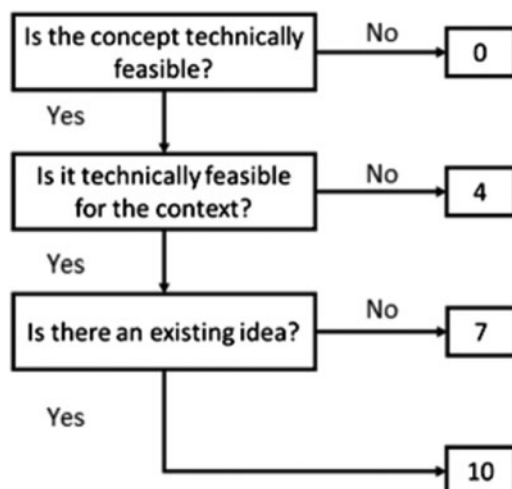 Is the concept technically
feasible?
No
0
Yes
Is it technically feasible
for the context?
No
4
Yes
Is there an existing idea?
No
7
Yes
10